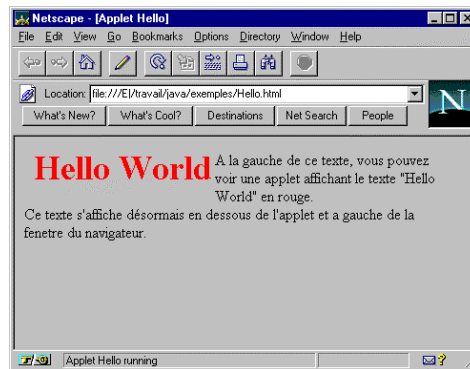 Netscape - [Applet Hello]
File Edit View Go Bookmarks Options Directory Window Help
Location: file:///E|/travail/java/exemples/Hello.html
N
What's New? What's Cool? Destinations Net Search People
Hello World
A la gauche de ce texte, vous pouvez
voir une applet affichant le texte "Hello
World" en rouge.
Ce texte s'affiche désormais en dessous de l'applet et a gauche de la
fenetre du navigateur.
Applet Hello running